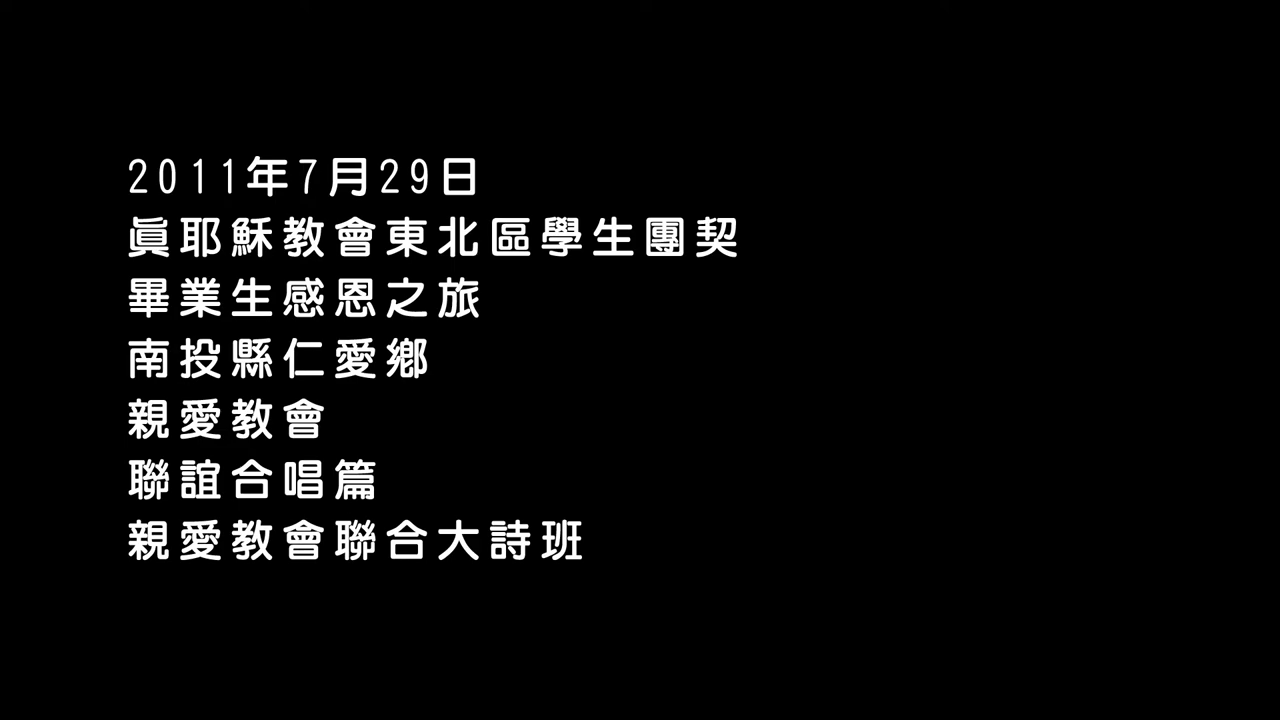 2011年7月29日
眞耶穌教會東北區學生團契
畢業生感恩之旅
南投縣仁愛鄉
親愛教會
聯誼合唱篇
親愛教會聯合大詩班